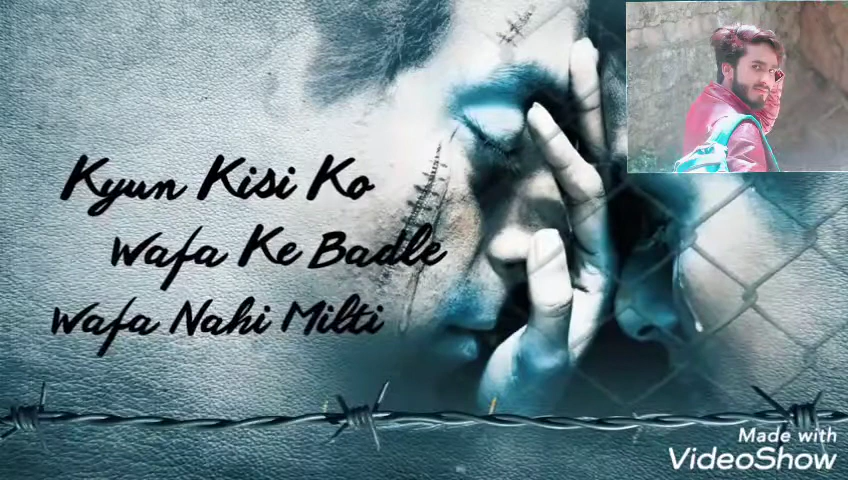 Kyun Kisi Ko
Wafa Ke Badle
Wafa Nahi Milti
Made with
VideoShow